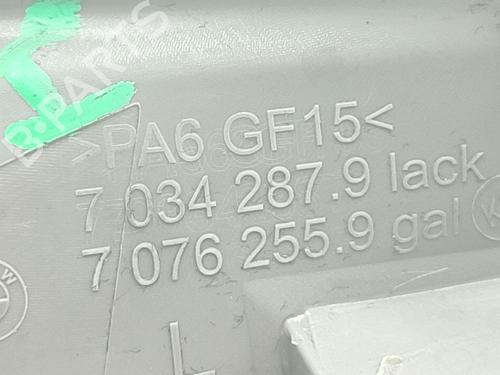 B-PARTS
>PA6 GF15<
7 034 287.9 lack
7 076 255.9 gal
L